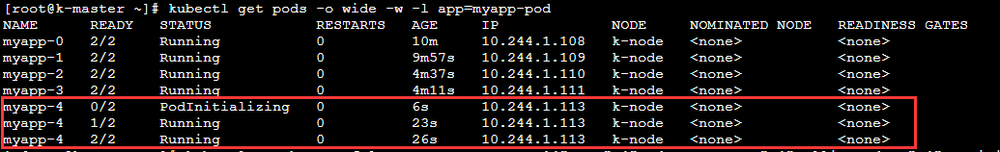 [root@k-master ~]# kubectl get pods -o wide -w -l app=myapp-pod
NAME READY STATUS RESTARTS AGE IP NODE NOMINATED NODE READINESS GATES
myapp-0 2/2 Running 0 10m 10.244.1.108 k-node <none> <none>
myapp-1 2/2 Running 0 9m57s 10.244.1.109 k-node <none> <none>
myapp-2 2/2 Running 0 4m37s 10.244.1.110 k-node <none> <none>
myapp-3 2/2 Running 0 4m11s 10.244.1.111 k-node <none> <none>
myapp-4 0/2 PodInitializing 0 6s 10.244.1.113 k-node <none> <none>
myapp-4 1/2 Running 0 23s 10.244.1.113 k-node <none> <none>
myapp-4 2/2 Running 0 26s 10.244.1.113 k-node <none> <none>